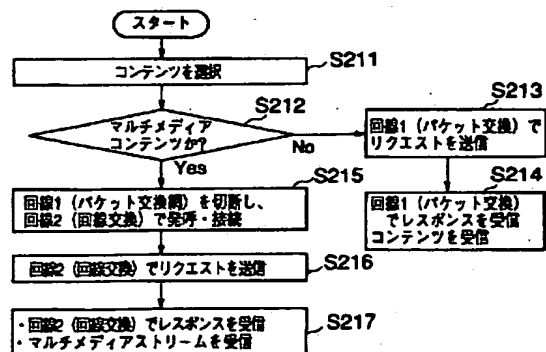 スタート
コンテンツを選択
S211
マルチメディア
コンテンツか?
S212
No
Yes
回線1(パケット交換)で
リクエストを送信
S213
回線1(パケット交換)
でレスポンスを受信
コンテンツを受信
S214
回線1(パケット交換網)を切断し、
回線2(回線交換)で発呼・接続
S215
回線2(回線交換)でリクエストを送信
S216
・回線2(回線交換)でレスポンスを受信
・マルチメディアストリームを受信
S217